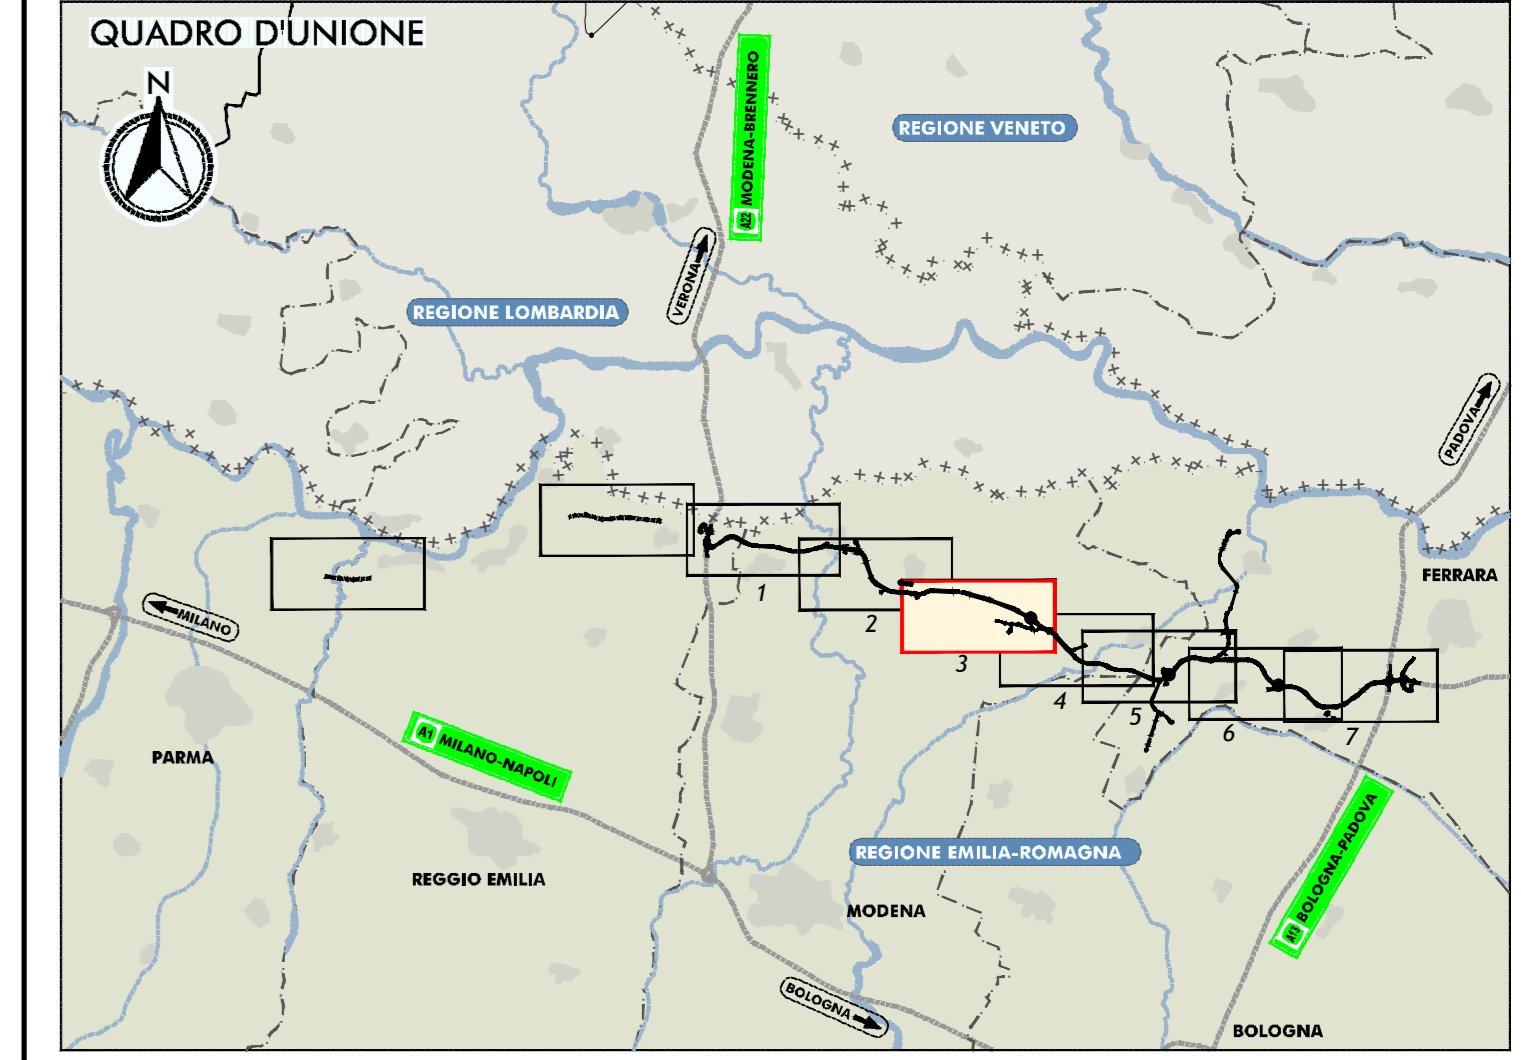 QUADRO D'UNIONE
N
A22 MODENA-BRENNERO
REGIONE VENETO
VERONA
REGIONE LOMBARDIA
PADOVA
FERRARA
MILANO
1
2
3
4
5
6
7
PARMA
A1 MILANO-NAPOLI
REGGIO EMILIA
REGIONE EMILIA-ROMAGNA
MODENA
A13 BOLOGNA-PADOVA
BOLOGNA
BOLOGNA